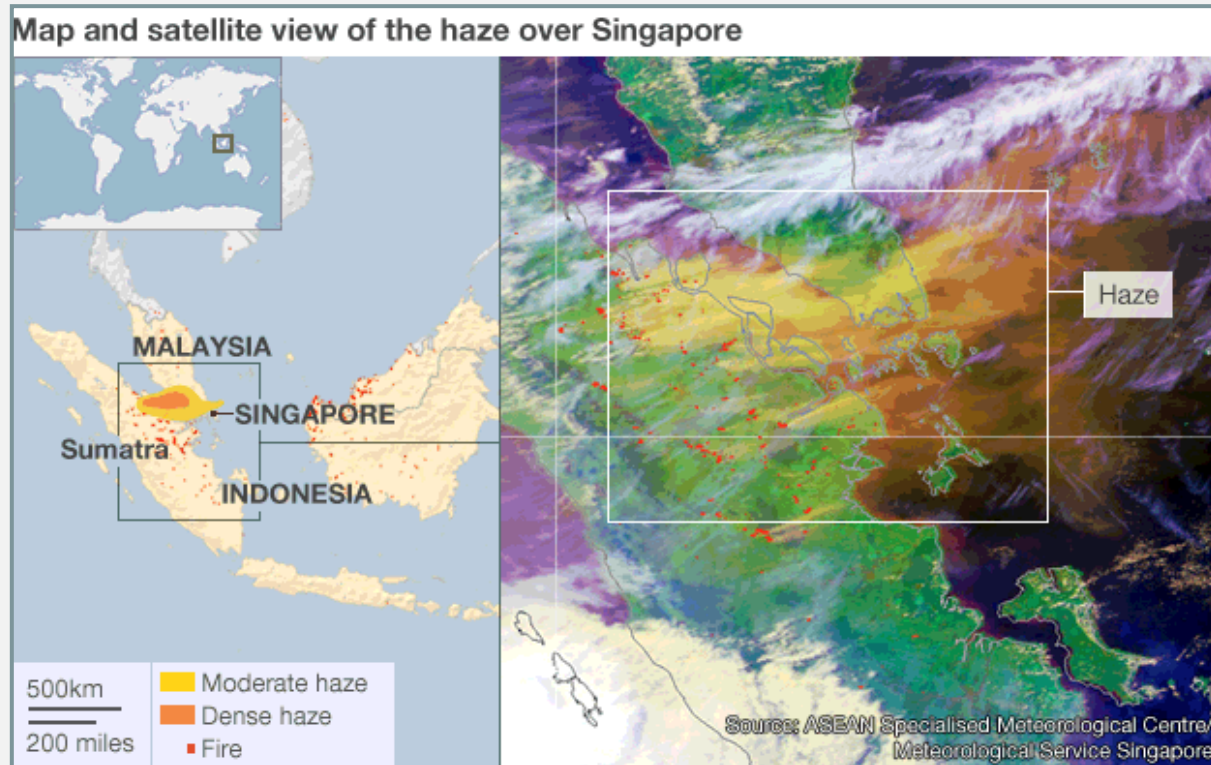 Map and satellite view of the haze over Singapore
MALAYSIA
SINGAPORE
Sumatra
INDONESIA
500km
200 miles
Moderate haze
Dense haze
Fire
Haze
Source: ASEAN Specialised Meteorological Centre/
Meteorological Service Singapore